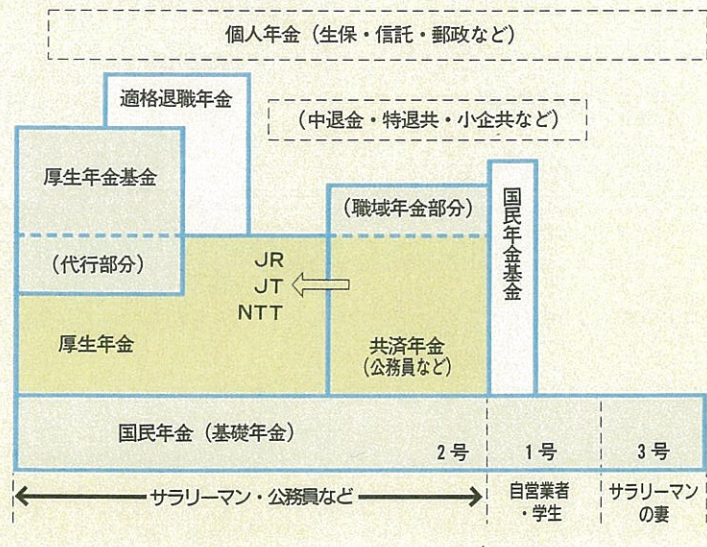 個人年金（生保・信託・郵政など）
適格退職年金
（中退金・特退共・小企共など）
厚生年金基金
（代行部分）
（職域年金部分）
国民年金基金
JR
JT
NTT
厚生年金
共済年金
（公務員など）
国民年金（基礎年金）
2号
1号
3号
サラリーマン・公務員など
自営業者
・学生
サラリーマン
の妻